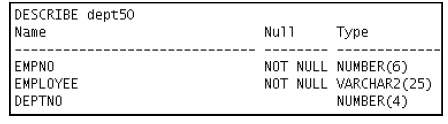 DESCRIBE dept50
Name Null Type
------------------------------ -------- -------------
EMPNO NOT NULL NUMBER(6)
EMPLOYEE NOT NULL VARCHAR2(25)
DEPTNO NUMBER(4)